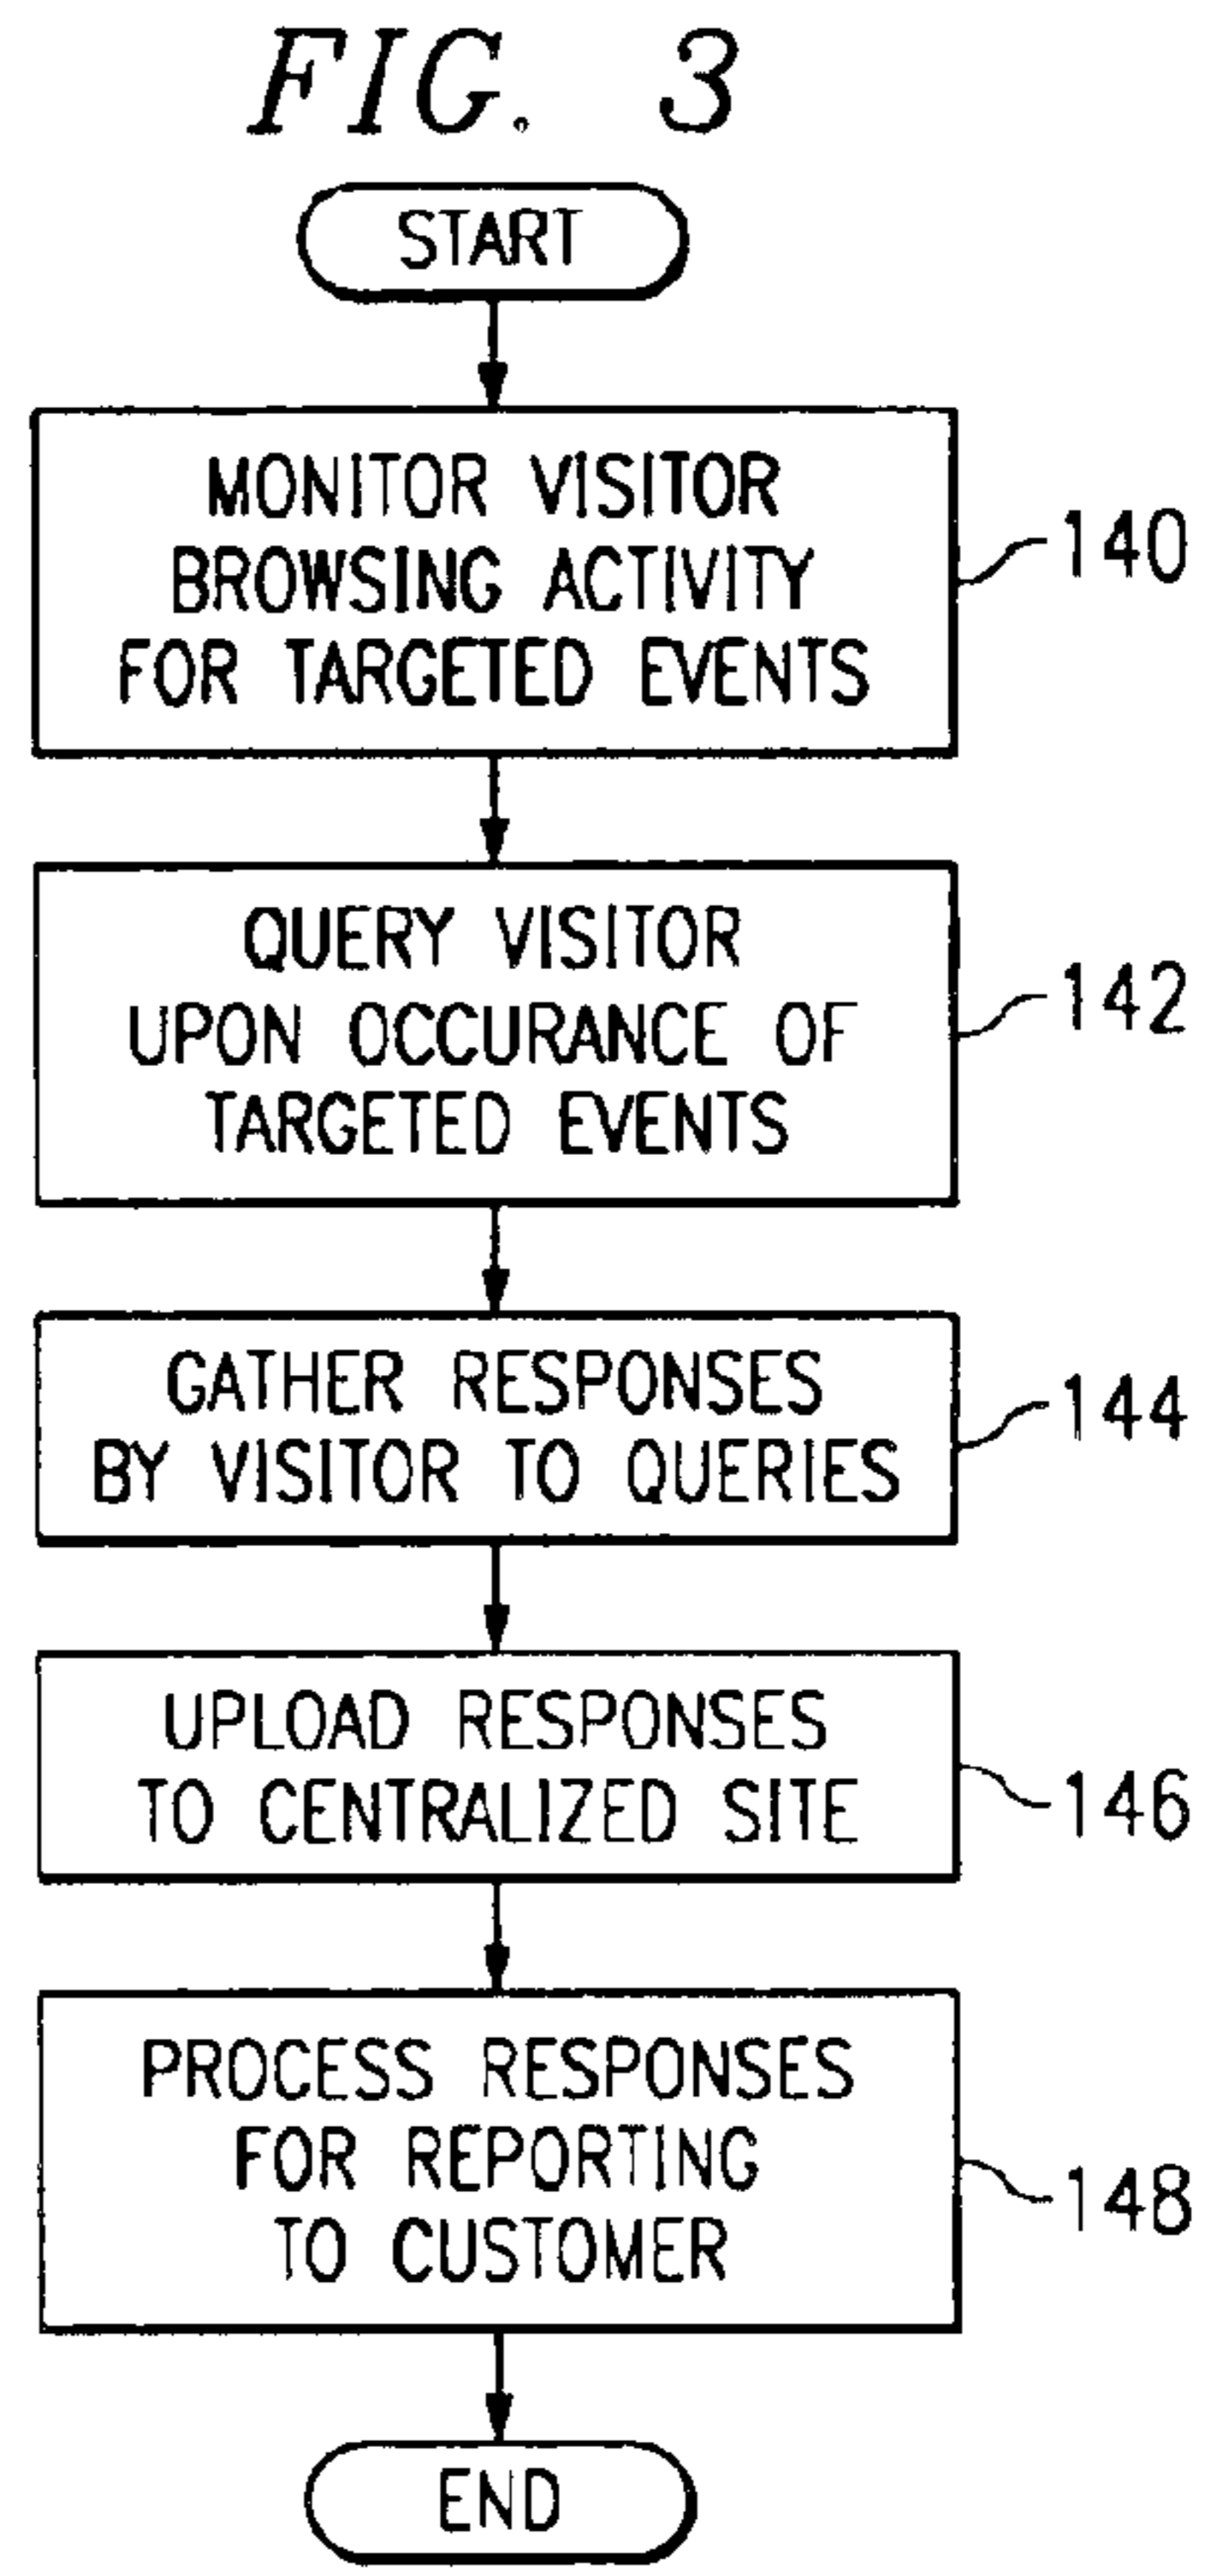 FIG. 3
START
MONITOR VISITOR
BROWSING ACTIVITY
FOR TARGETED EVENTS
140
QUERY VISITOR
UPON OCCURANCE OF
TARGETED EVENTS
142
GATHER RESPONSES
BY VISITOR TO QUERIES
144
UPLOAD RESPONSES
TO CENTRALIZED SITE
146
PROCESS RESPONSES
FOR REPORTING
TO CUSTOMER
148
END